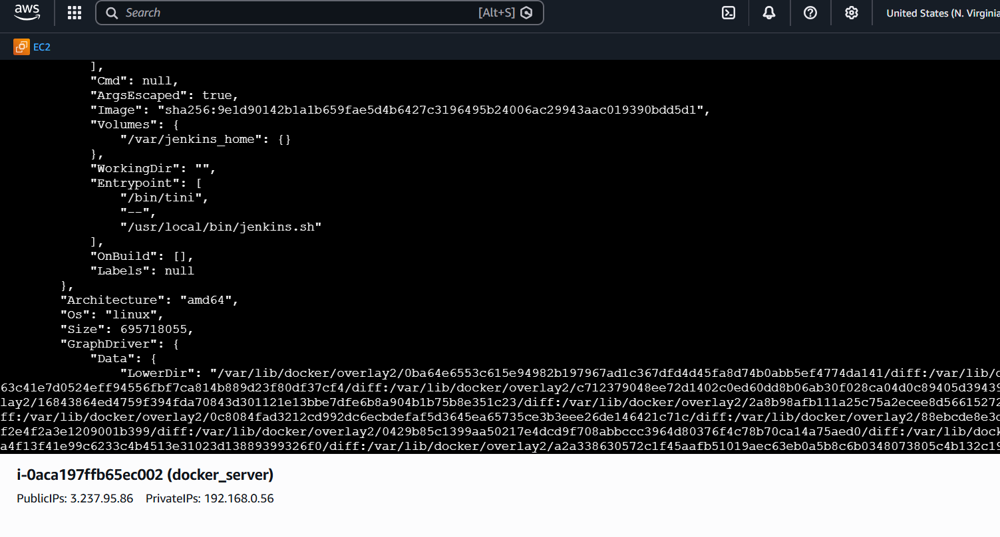 aws
Search [Alt+S]
United States (N. Virginia
EC2
],
"Cmd": null,
"ArgsEscaped": true,
"Image": "sha256:9e1d90142b1a1b659fae5d4b6427c3196495b24006ac29943aac019390bdd5d1",
"Volumes": {
"/var/jenkins_home": {}
},
"WorkingDir": "",
"Entrypoint": [
"/bin/tini",
"--",
"/usr/local/bin/jenkins.sh"
],
"OnBuild": [],
"Labels": null
},
"Architecture": "amd64",
"Os": "linux",
"Size": 695718055,
"GraphDriver": {
"Data": {
"LowerDir": "/var/lib/docker/overlay2/0ba64e6553c615e94982b197967ad1c367dfd4d45fa8d74b0abb5ef4774da141/diff:/var/lib/d
63c41e7d0524eff94556fbf7ca814b889d23f80df37cf4/diff:/var/lib/docker/overlay2/c712379048ee72d1402c0ed60dd8b06ab30f028ca04d0c89405d39439
lay2/16843864ed4759f394fda70843d301121e13bbe7dfe6b8a904b1b75b8e351c23/diff:/var/lib/docker/overlay2/2a8b98afb111a25c75a2ecee8d56615272
ff:/var/lib/docker/overlay2/0c8084fad3212cd992dc6ecbdefaf5d3645ea65735ce3b3eee26de146421c71c/diff:/var/lib/docker/overlay2/88ebcde8e3d
f2e4f2a3e1209001b399/diff:/var/lib/docker/overlay2/0429b85c1399aa50217e4dcd9f708abbccc3964d80376f4c78b70ca14a75aed0/diff:/var/lib/dock
a4f13f41e99c6233c4b4513e31023d13889399326f0/diff:/var/lib/docker/overlay2/a2a338630572c1f45aafb51019aec63eb0a5b8c6b0348073805c4b132c19
i-0aca197ffb65ec002 (docker_server)
PublicIPs: 3.237.95.86 PrivateIPs: 192.168.0.56